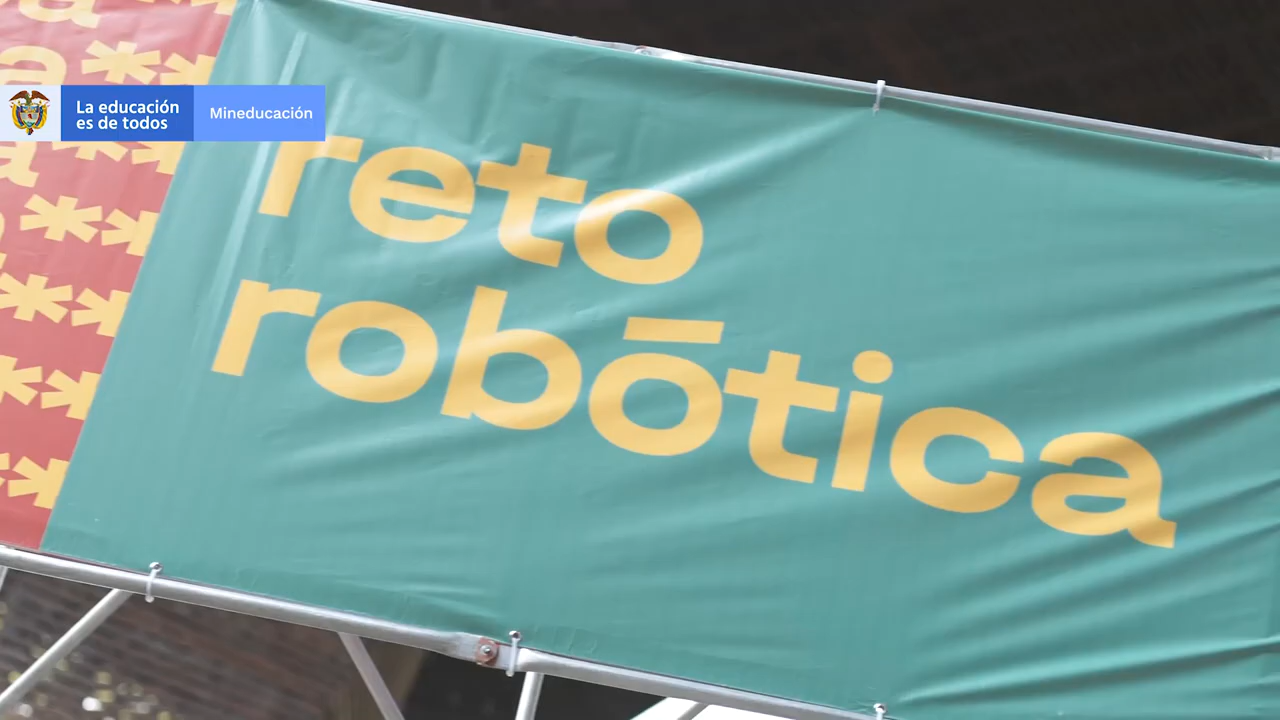 La educación
es de todos
Mineducación
reto
robōtica